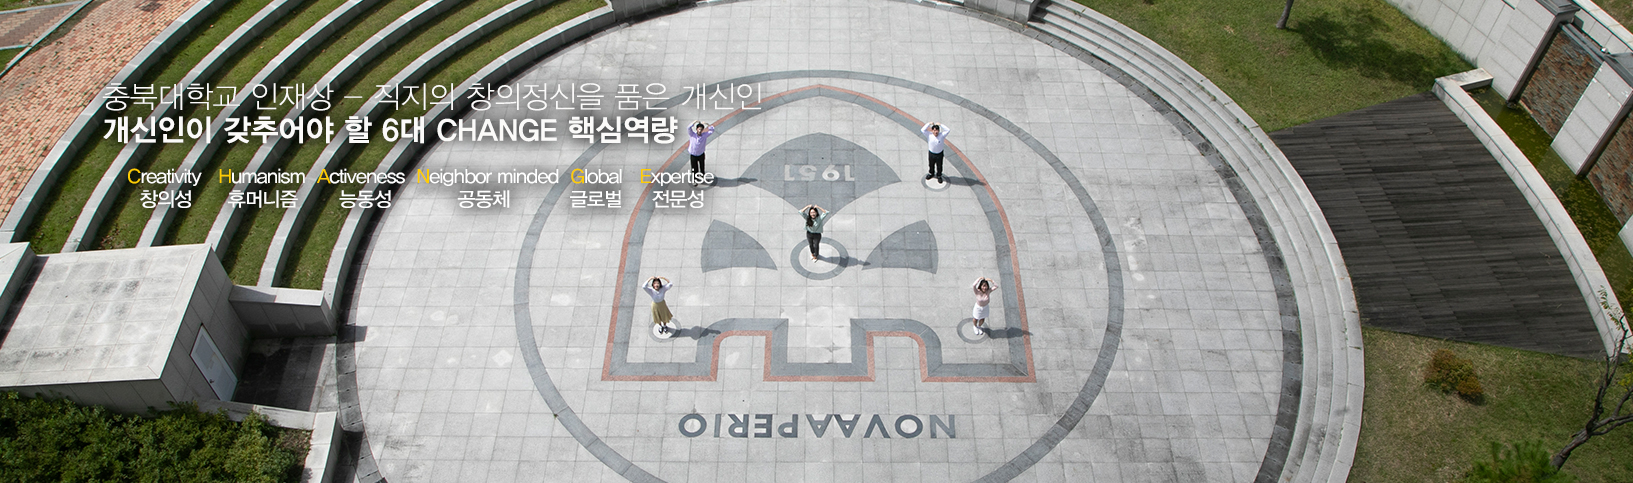 충북대학교 인재상 – 직지의 창의정신을 품은 개신인
개신인이 갖추어야 할 6대 CHANGE 핵심역량
Creativity Humanism Activeness Neighbor minded Global Expertise
창의성 휴머니즘 능동성 공동체 글로벌 전문성
1951
NOVA APERIO